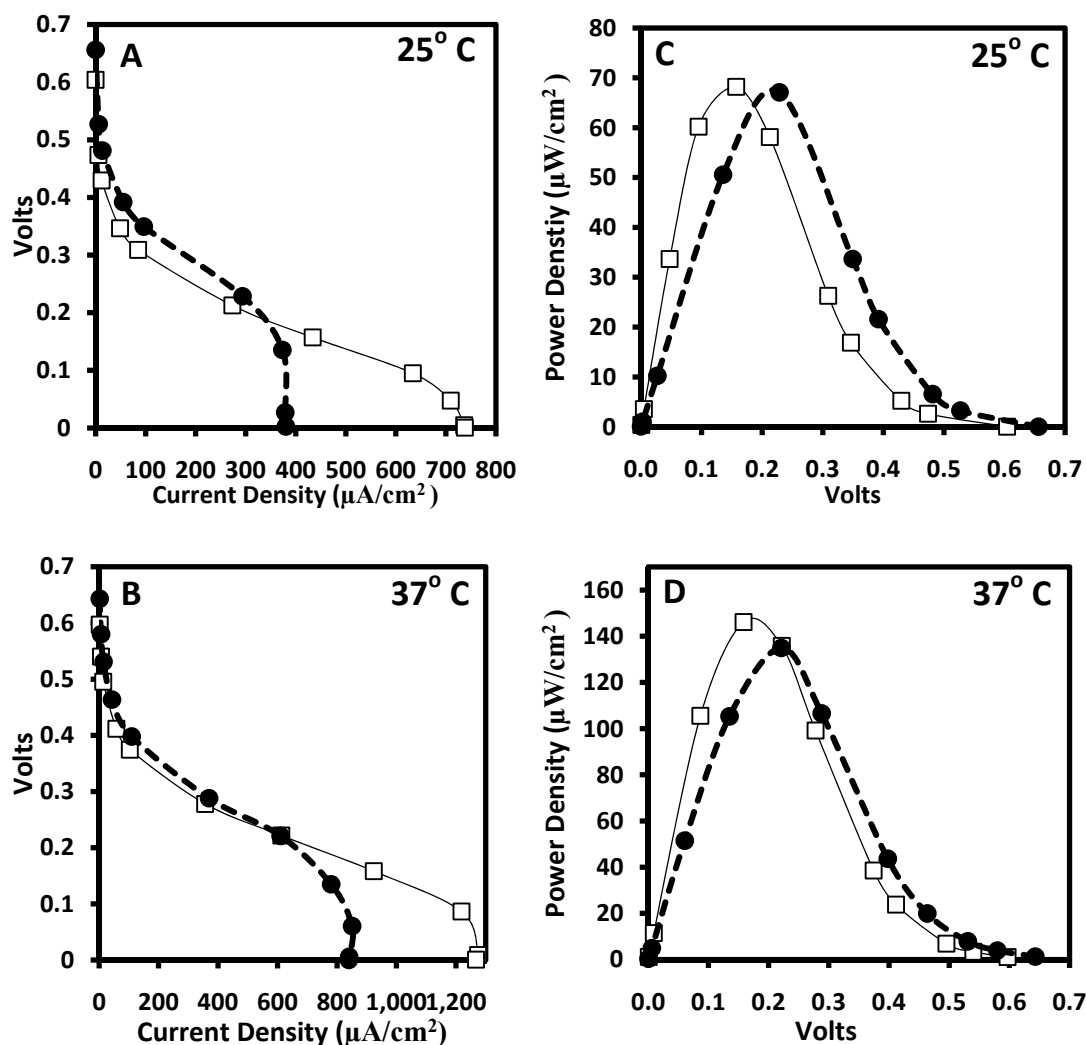 A
25° C
Volts
0.7
0.6
0.5
0.4
0.3
0.2
0.1
0
0 100 200 300 400 500 600 700 800
Current Density (µA/cm²)
C
25° C
Power Denstiy (µW/cm²)
80
70
60
50
40
30
20
10
0
0.0 0.1 0.2 0.3 0.4 0.5 0.6 0.7
Volts
B
37° C
Volts
0.7
0.6
0.5
0.4
0.3
0.2
0.1
0
0 200 400 600 800 1,000 1,200
Current Density (µA/cm²)
D
37° C
Power Density (µW/cm²)
160
140
120
100
80
60
40
20
0
0.0 0.1 0.2 0.3 0.4 0.5 0.6 0.7
Volts